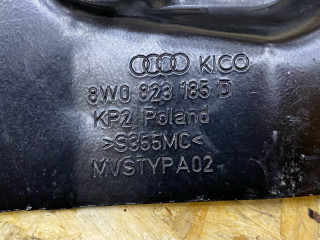 KICO
8W0 823 185 D
KP2 Poland
>S355MC<
MVSTYPA02